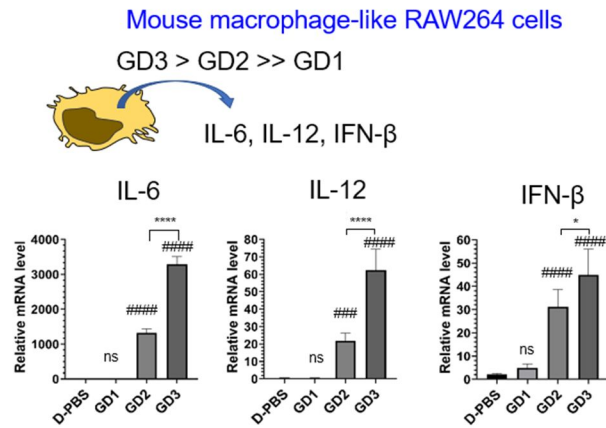 Mouse macrophage-like RAW264 cells
GD3 > GD2 >> GD1
IL-6, IL-12, IFN-β
IL-6
Relative mRNA level
4000
3000
2000
1000
0
ns
####
****
####
D-PBS
GD1
GD2
GD3
IL-12
Relative mRNA level
80
70
60
50
40
30
20
10
0
ns
###
****
####
D-PBS
GD1
GD2
GD3
IFN-β
Relative mRNA level
60
50
40
30
20
10
0
ns
####
*
####
D-PBS
GD1
GD2
GD3